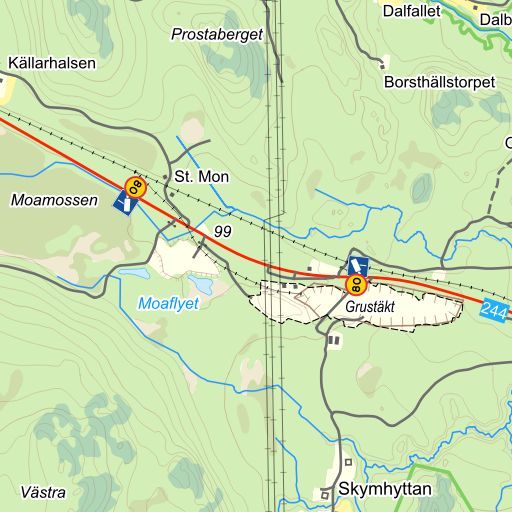 Dalfallet
Dalb
Prostaberget
Källarhalsen
Borsthällstorpet
St. Mon
80
Moamossen
99
Moaflyet
80
Grustäkt
244
Skymhyttan
Västra